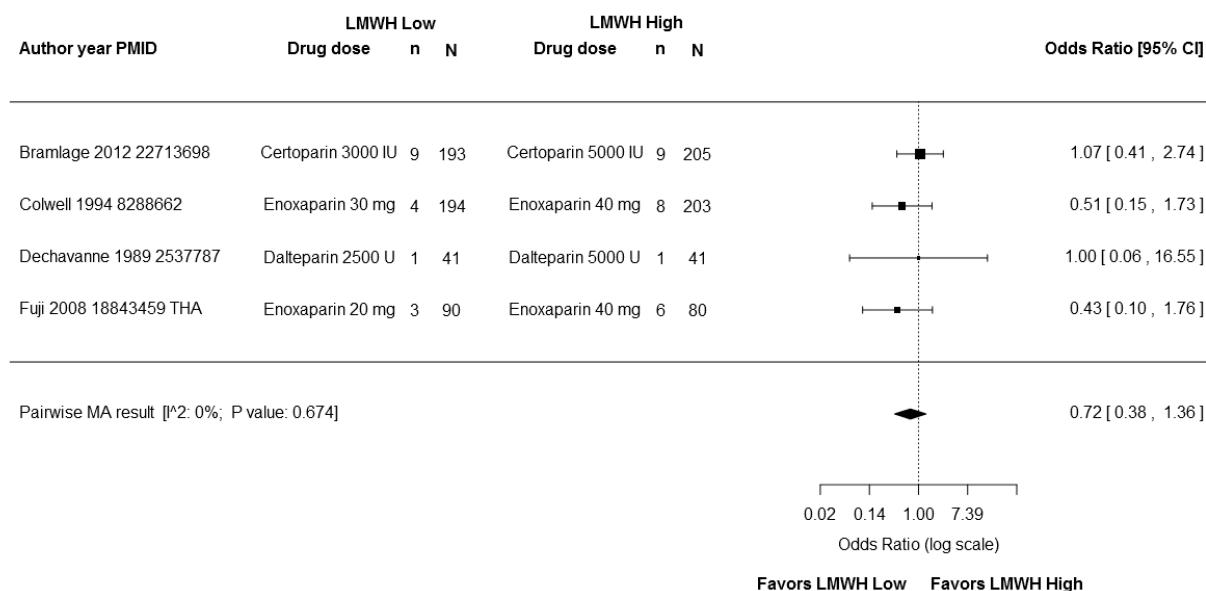 LMWH Low LMWH High
Author year PMID Drug dose n N Drug dose n N Odds Ratio [95% CI]
Bramlage 2012 22713698 Certoparin 3000 IU 9 193 Certoparin 5000 IU 9 205 1.07 [ 0.41 , 2.74 ]
Colwell 1994 8288662 Enoxaparin 30 mg 4 194 Enoxaparin 40 mg 8 203 0.51 [ 0.15 , 1.73 ]
Dechavanne 1989 2537787 Dalteparin 2500 U 1 41 Dalteparin 5000 U 1 41 1.00 [ 0.06 , 16.55 ]
Fuji 2008 18843459 THA Enoxaparin 20 mg 3 90 Enoxaparin 40 mg 6 80 0.43 [ 0.10 , 1.76 ]
Pairwise MA result [I^2: 0%; P value: 0.674] 0.72 [ 0.38 , 1.36 ]
0.02 0.14 1.00 7.39
Odds Ratio (log scale)
Favors LMWH Low Favors LMWH High